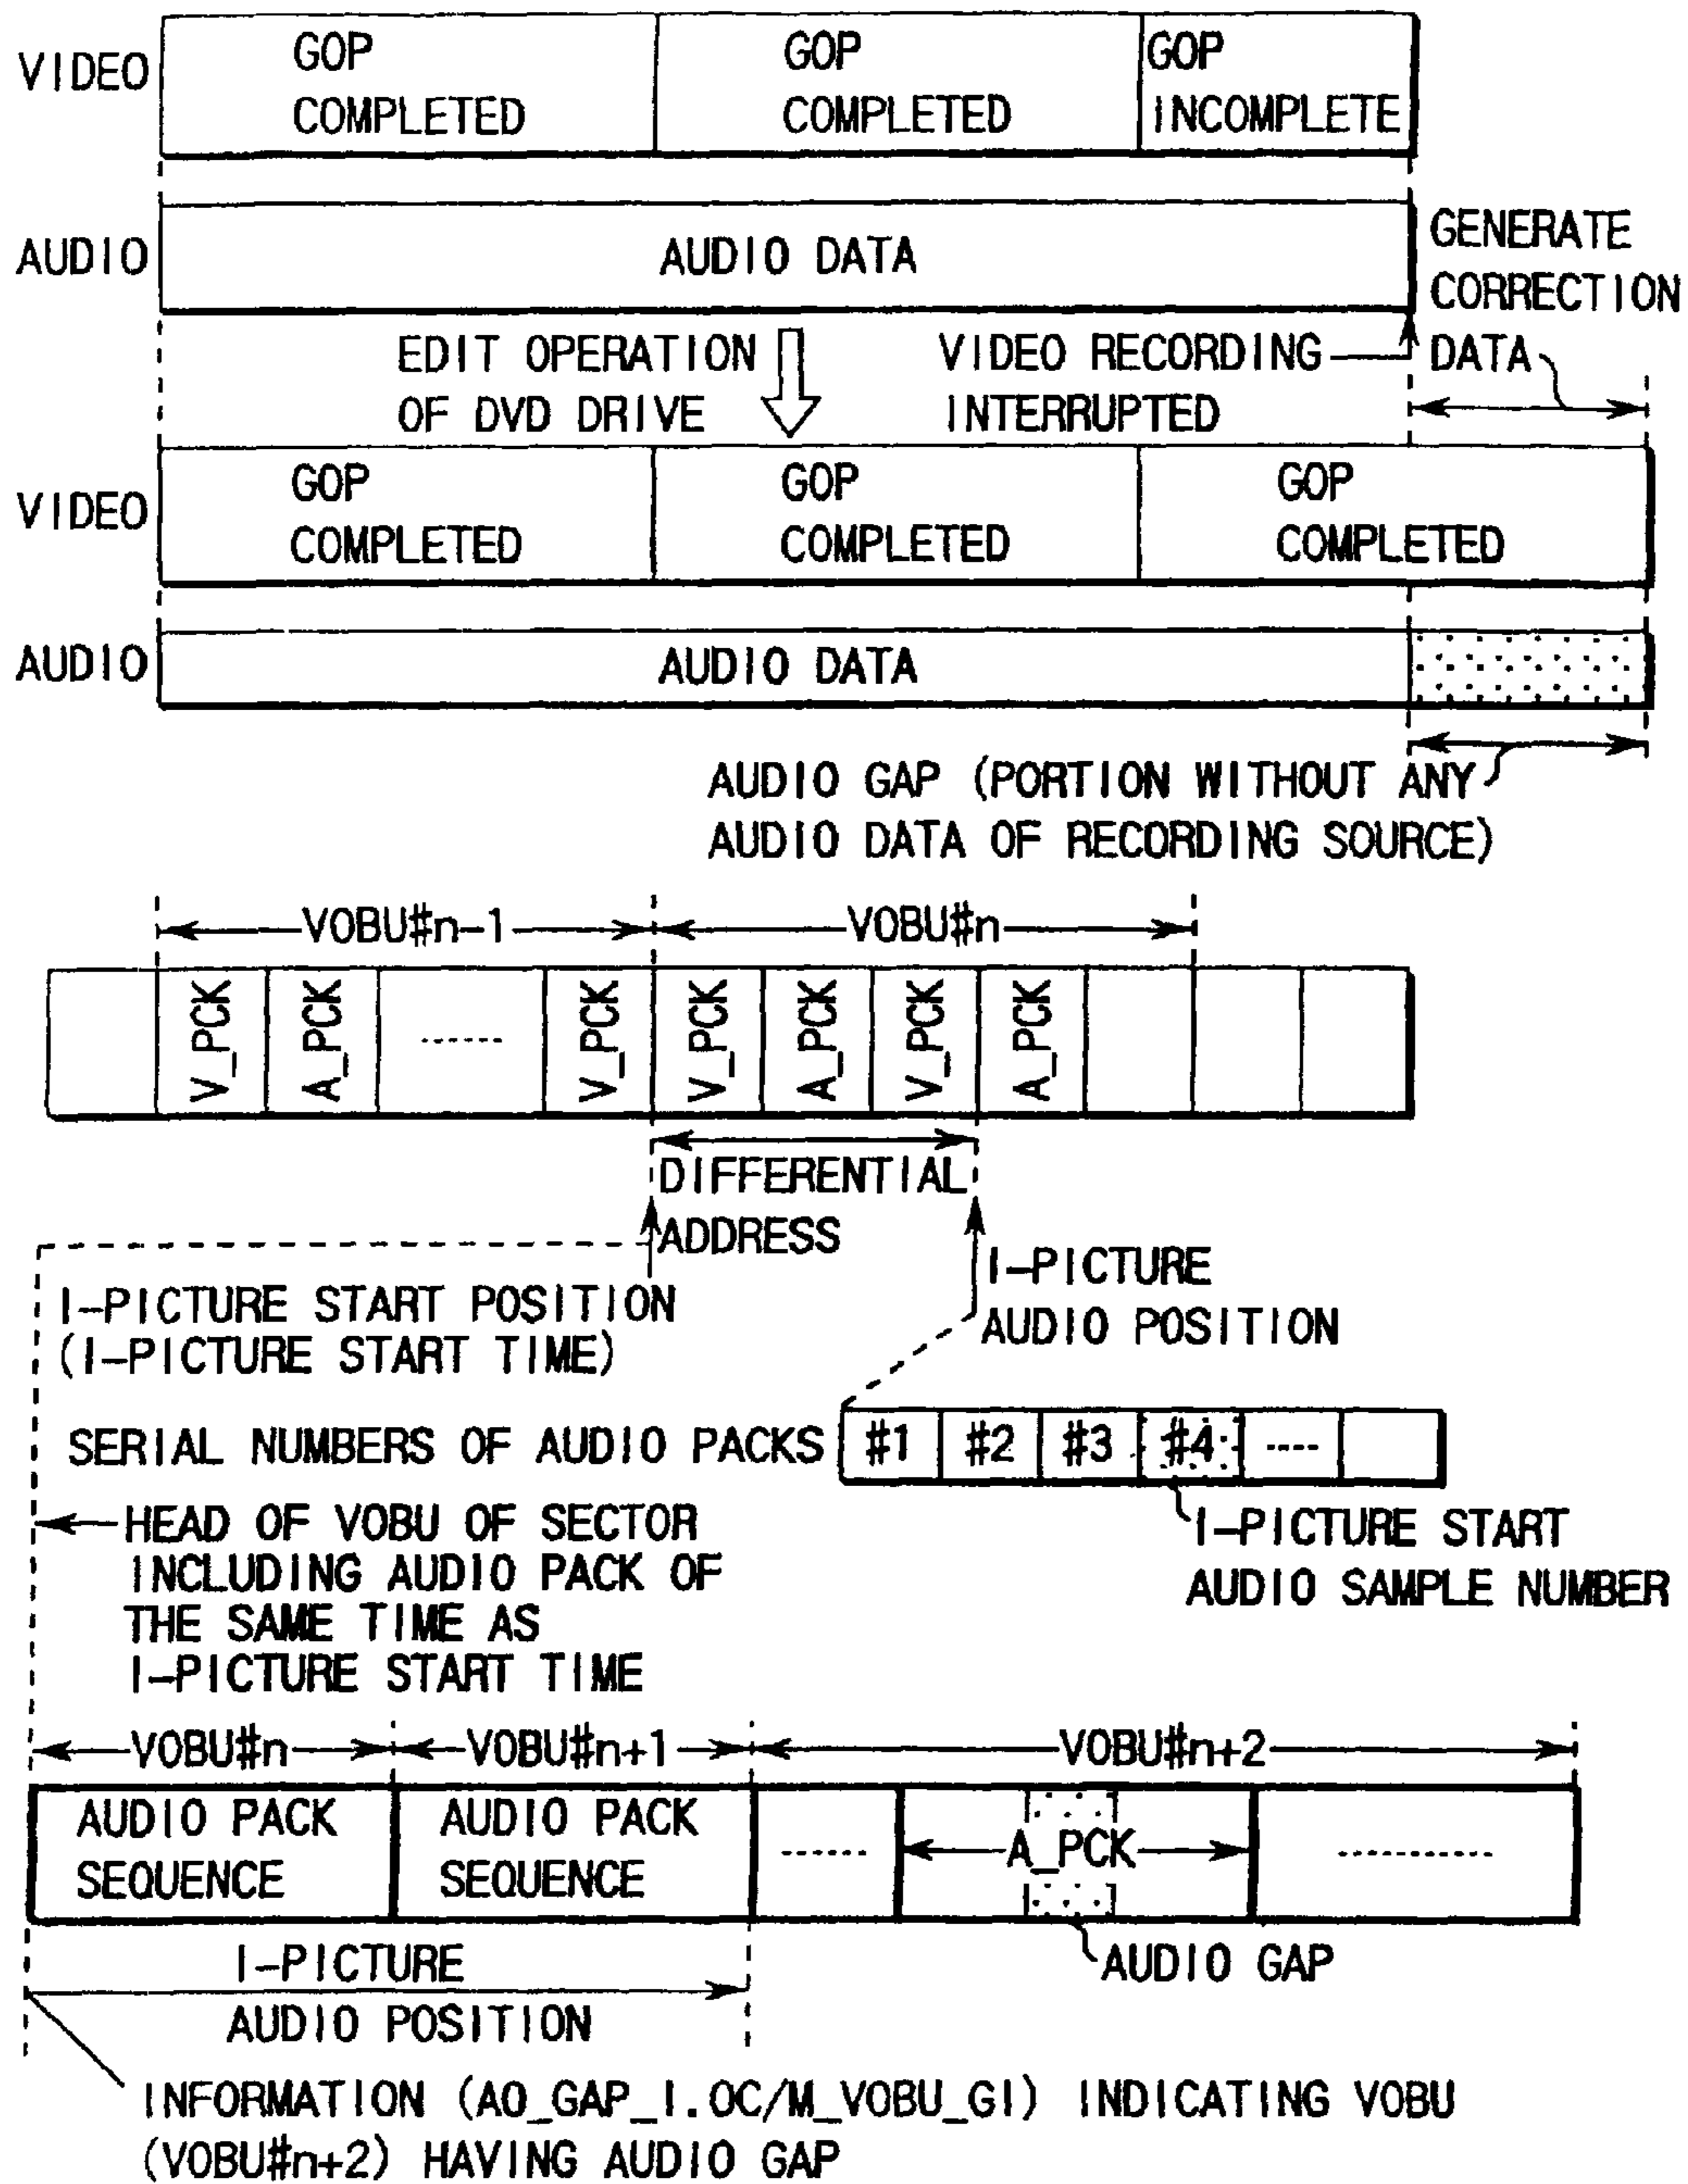 VIDEO
GOP
COMPLETED
GOP
COMPLETED
GOP
INCOMPLETE
AUDIO
AUDIO DATA
GENERATE
CORRECTION
DATA
EDIT OPERATION
OF DVD DRIVE
VIDEO RECORDING
INTERRUPTED
VIDEO
GOP
COMPLETED
GOP
COMPLETED
GOP
COMPLETED
AUDIO
AUDIO DATA
AUDIO GAP (PORTION WITHOUT ANY
AUDIO DATA OF RECORDING SOURCE)
VOBU#n-1
VOBU#n
V_PCK
A_PCK
V_PCK
V_PCK
A_PCK
V_PCK
A_PCK
DIFFERENTIAL
ADDRESS
I-PICTURE START POSITION
(I-PICTURE START TIME)
I-PICTURE
AUDIO POSITION
SERIAL NUMBERS OF AUDIO PACKS
#1
#2
#3
#4
I-PICTURE START
AUDIO SAMPLE NUMBER
HEAD OF VOBU OF SECTOR
INCLUDING AUDIO PACK OF
THE SAME TIME AS
I-PICTURE START TIME
VOBU#n
VOBU#n+1
VOBU#n+2
AUDIO PACK
SEQUENCE
AUDIO PACK
SEQUENCE
A_PCK
AUDIO GAP
I-PICTURE
AUDIO POSITION
INFORMATION (A0_GAP_I.OC/M_VOBU_GI) INDICATING VOBU
(VOBU#n+2) HAVING AUDIO GAP